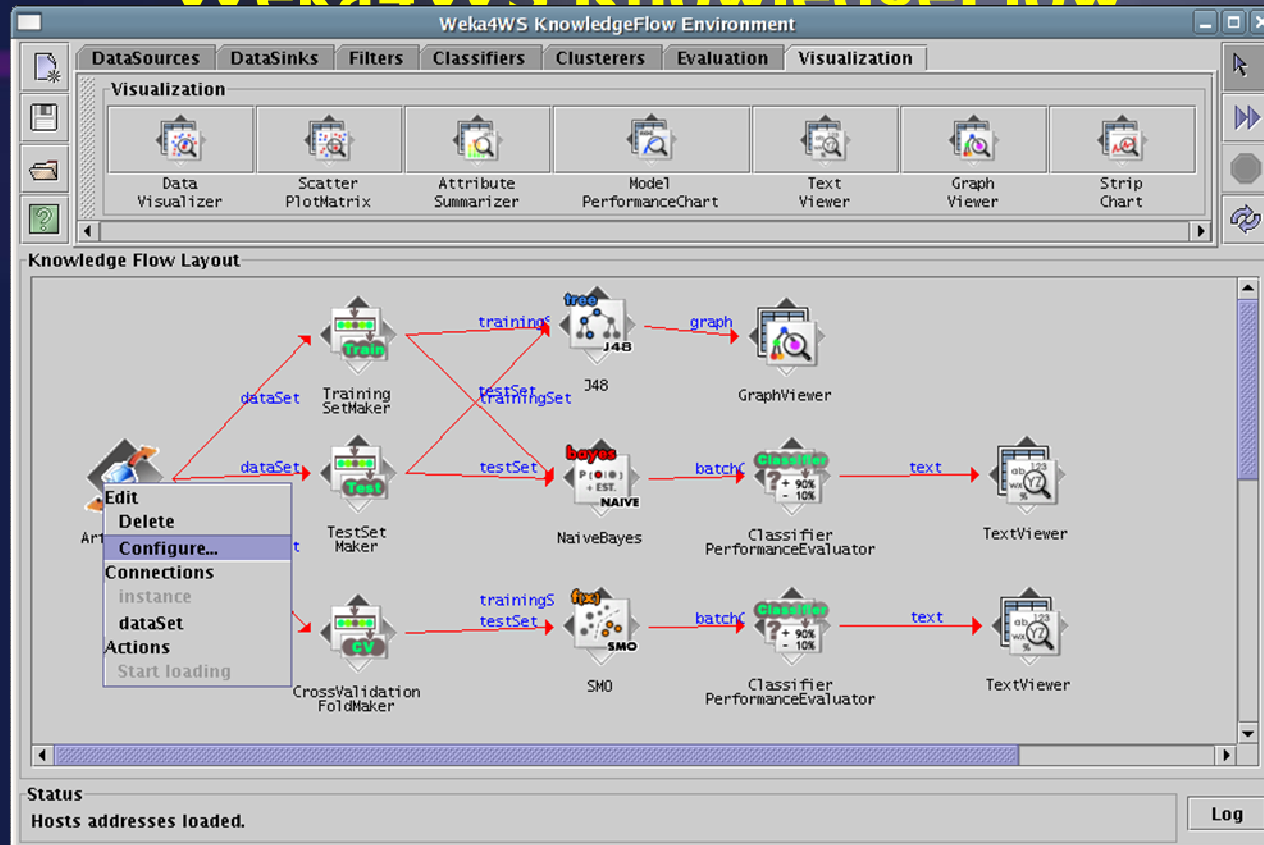 Weka4WS KnowledgeFlow
Weka4WS KnowledgeFlow Environment
DataSources DataSinks Filters Classifiers Clusterers Evaluation Visualization
Visualization
Data Visualizer
Scatter PlotMatrix
Attribute Summarizer
Model PerformanceChart
Text Viewer
Graph Viewer
Strip Chart
Knowledge Flow Layout
dataSet
dataSet
Train
Training
SetMaker
Test
TestSet
Maker
CV
CrossValidation
FoldMaker
trainingS
testSet
trainingSet
testSet
trainingS
testSet
tree
J48
J48
graph
GraphViewer
bayes
P( )
+ EST.
NAIVE
NaiveBayes
batchC
Classifier
? + 90%
- 10%
Classifier
PerformanceEvaluator
text
TextViewer
f(x)
SMO
SMO
batchC
Classifier
? + 90%
- 10%
Classifier
PerformanceEvaluator
text
TextViewer
Ar
t
Edit
Delete
Configure...
Connections
instance
dataSet
Actions
Start loading
Status
Hosts addresses loaded.
Log